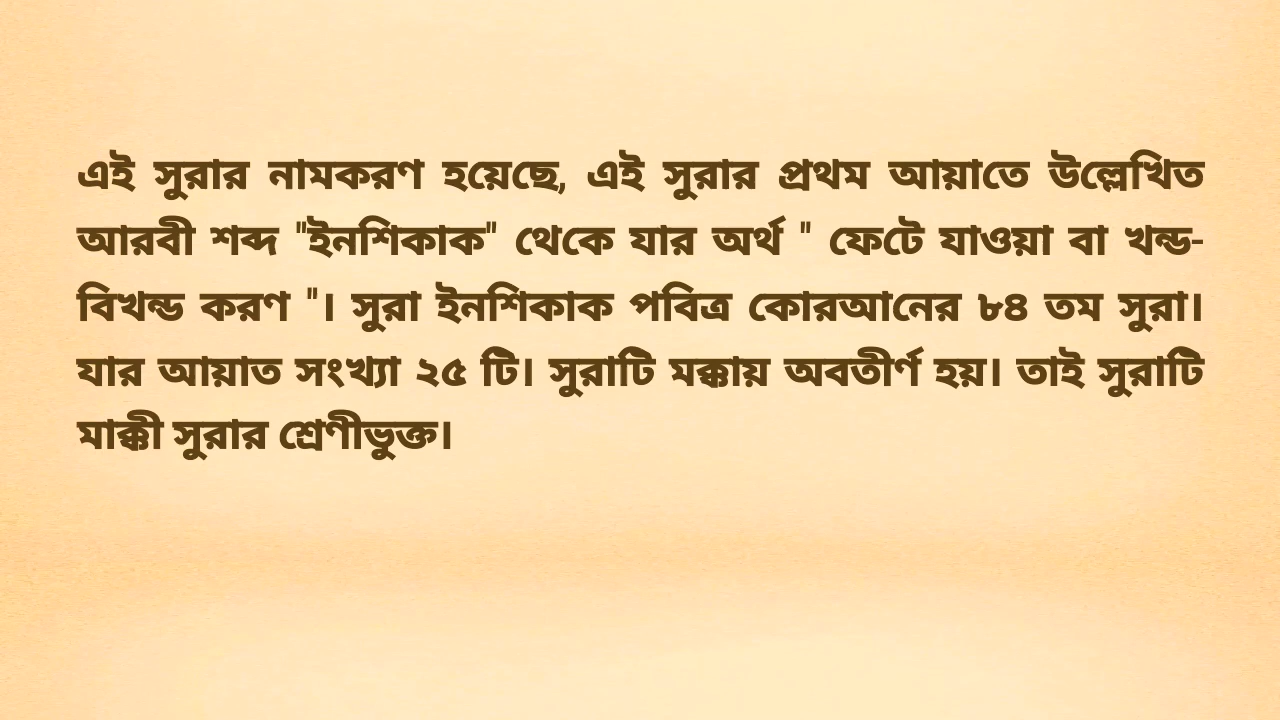 এই সুরার নামকরণ হয়েছে, এই সুরার প্রথম আয়াতে উল্লেখিত
আরবী শব্দ "ইনশিকাক" থেকে যার অর্থ " ফেটে যাওয়া বা খন্ড-
বিখন্ড করণ "। সুরা ইনশিকাক পবিত্র কোরআনের ৮৪ তম সুরা।
যার আয়াত সংখ্যা ২৫ টি। সুরাটি মক্কায় অবতীর্ণ হয়। তাই সুরাটি
মাক্কী সুরার শ্রেণীভুক্ত।